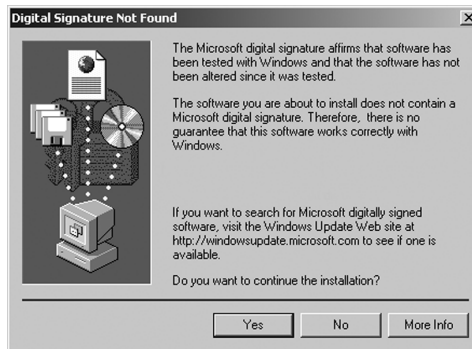 Digital Signature Not Found
The Microsoft digital signature affirms that software has
been tested with Windows and that the software has not
been altered since it was tested.
The software you are about to install does not contain a
Microsoft digital signature. Therefore, there is no
guarantee that this software works correctly with
Windows.
If you want to search for Microsoft digitally signed
software, visit the Windows Update Web site at
http://windowsupdate.microsoft.com to see if one is
available.
Do you want to continue the installation?
Yes No More Info